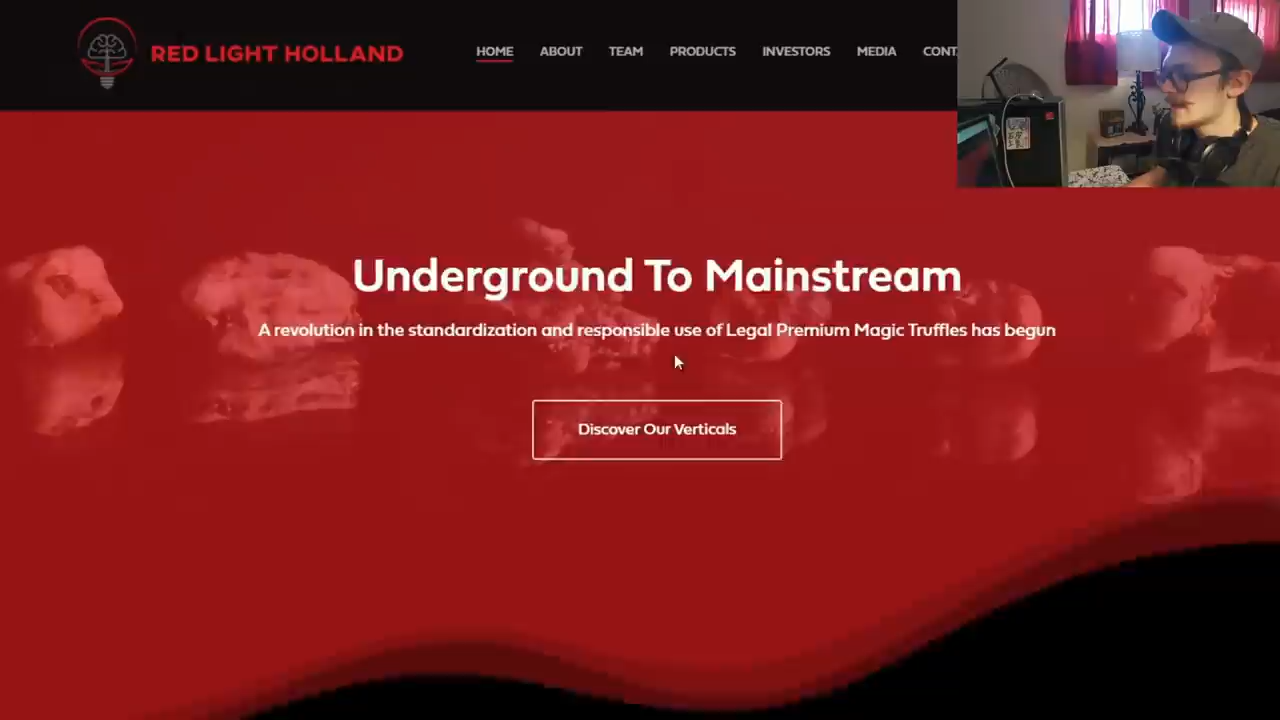 RED LIGHT HOLLAND
HOME ABOUT TEAM PRODUCTS INVESTORS MEDIA CONT
Underground To Mainstream
A revolution in the standardization and responsible use of Legal Premium Magic Truffles has begun
Discover Our Verticals